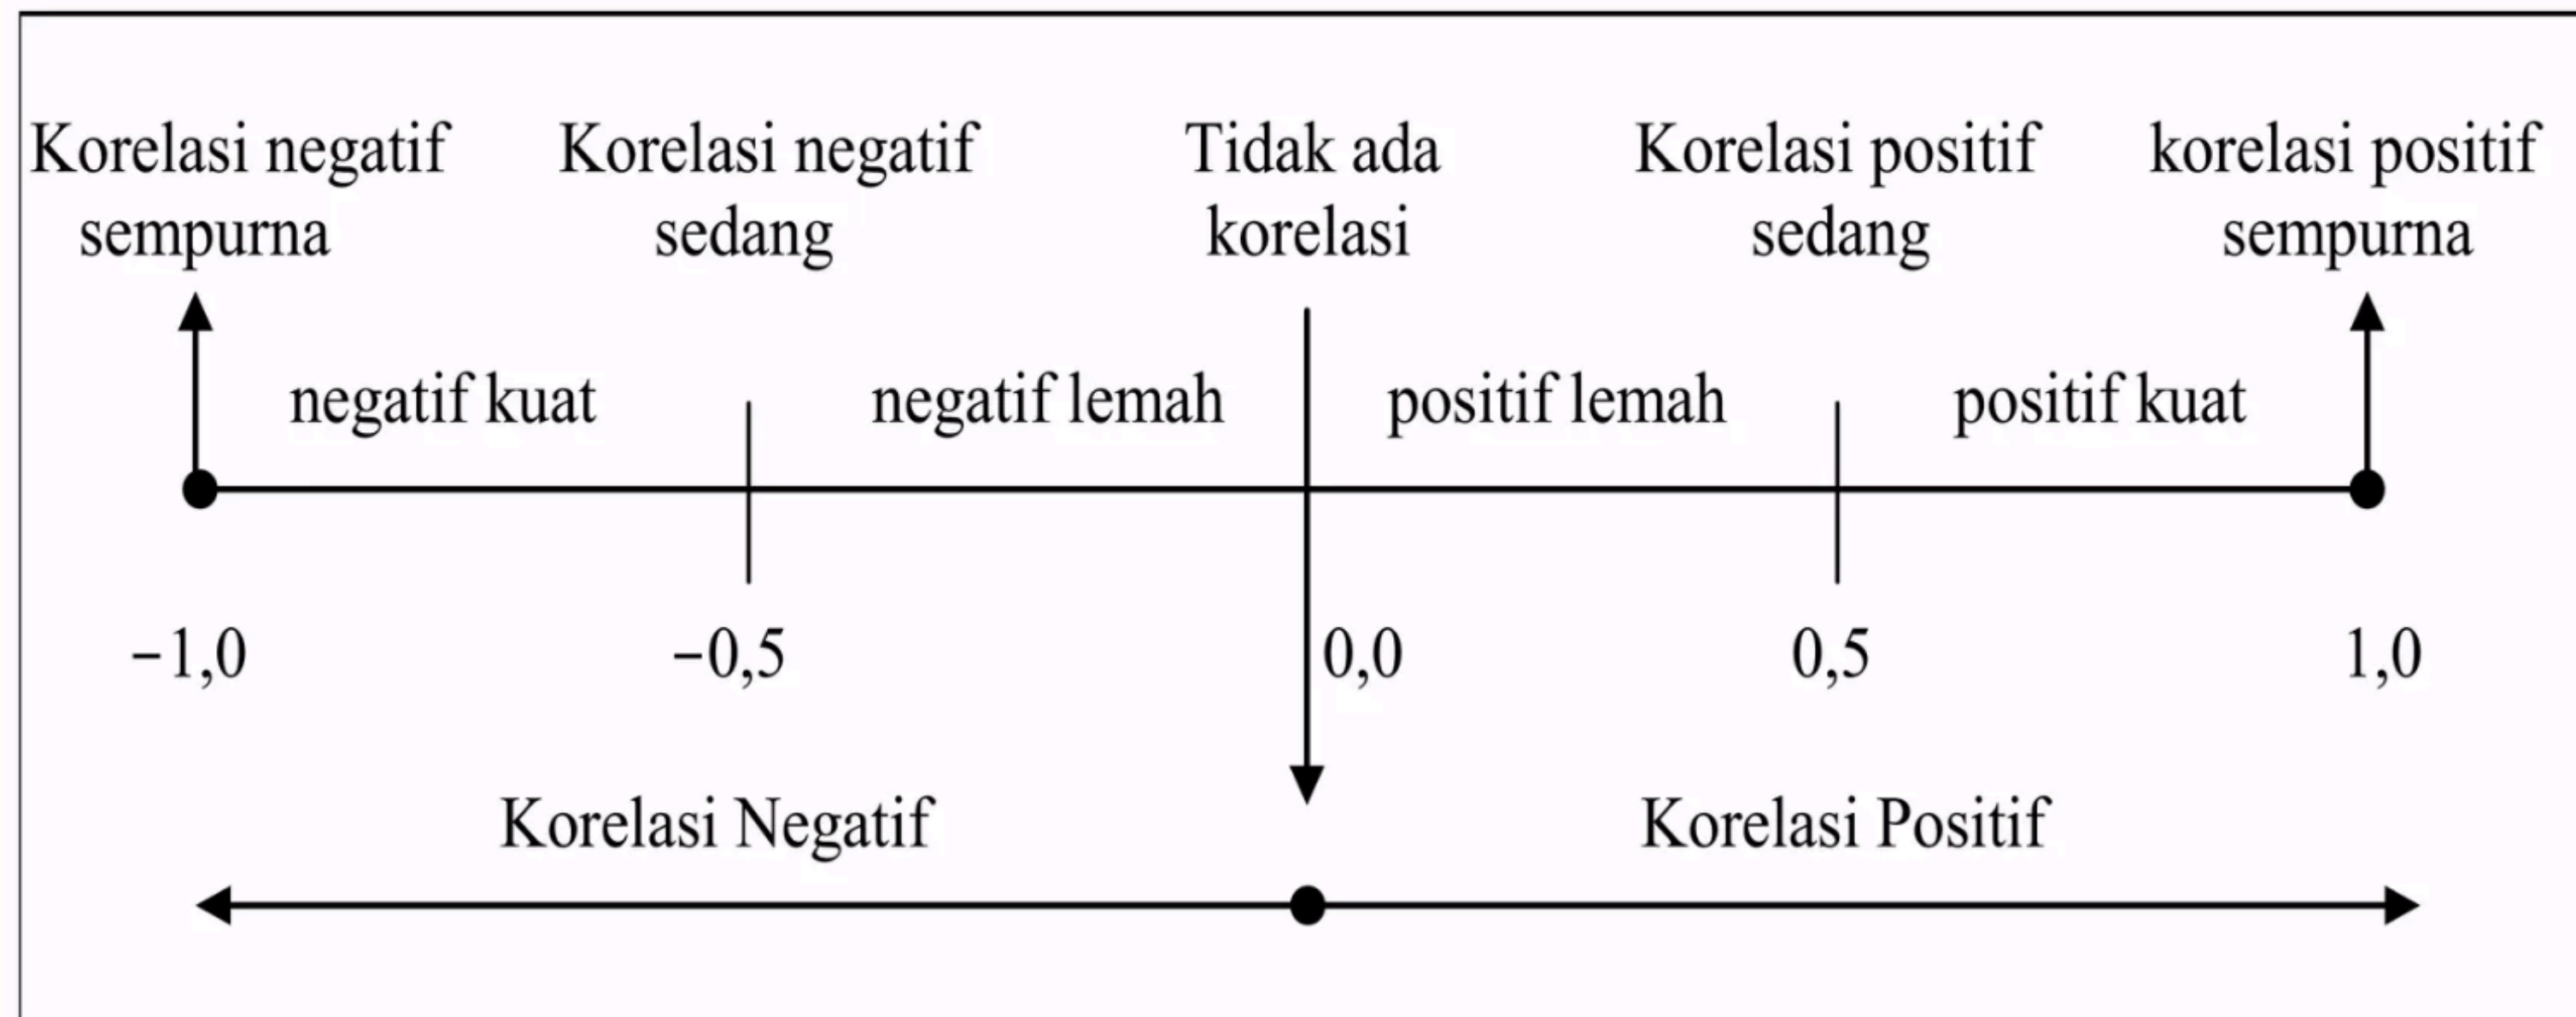 Korelasi negatif
sempurna
Korelasi negatif
sedang
Tidak ada
korelasi
Korelasi positif
sedang
korelasi positif
sempurna
negatif kuat
negatif lemah
positif lemah
positif kuat
−1,0
−0,5
0,0
0,5
1,0
Korelasi Negatif
Korelasi Positif